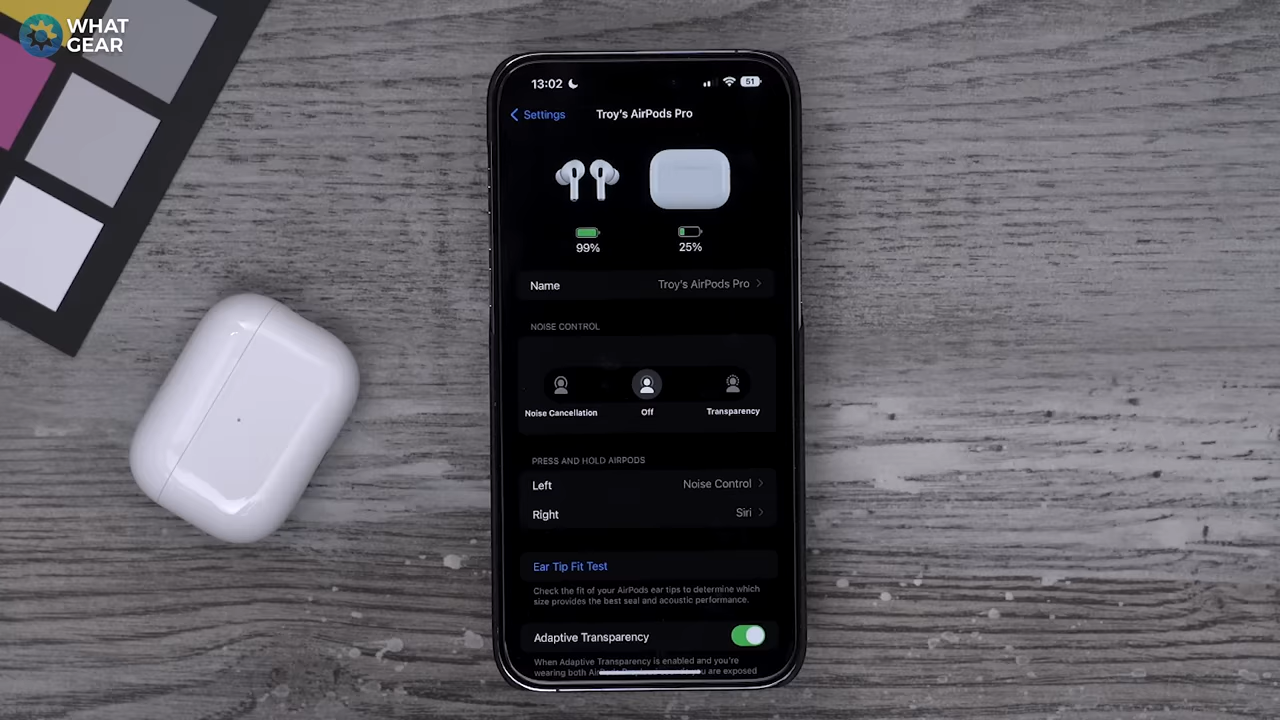 WHAT
GEAR
13:02
51
Settings
Troy's AirPods Pro
99%
25%
Name
Troy's AirPods Pro
NOISE CONTROL
Noise Cancellation
Off
Transparency
PRESS AND HOLD AIRPODS
Left
Noise Control
Right
Siri
Ear Tip Fit Test
Check the fit of your AirPods ear tips to determine which
size provides the best seal and acoustic performance.
Adaptive Transparency
When Adaptive Transparency is enabled and you're
wearing both AirPods are exposed